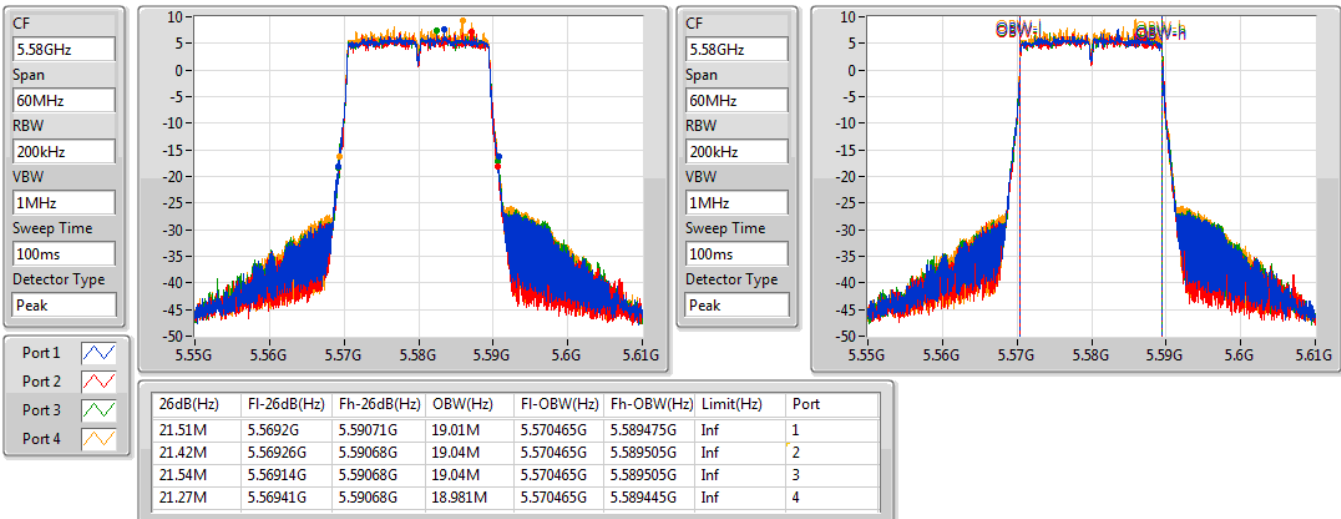 CF
5.58GHz
Span
60MHz
RBW
200kHz
VBW
1MHz
Sweep Time
100ms
Detector Type
Peak
10
5
0
-5
-10
-15
-20
-25
-30
-35
-40
-45
-50
5.55G 5.56G 5.57G 5.58G 5.59G 5.6G 5.61G
CF
5.58GHz
Span
60MHz
RBW
200kHz
VBW
1MHz
Sweep Time
100ms
Detector Type
Peak
10
5
0
-5
-10
-15
-20
-25
-30
-35
-40
-45
-50
OBW-l OBW-h
5.55G 5.56G 5.57G 5.58G 5.59G 5.6G 5.61G
Port 1
Port 2
Port 3
Port 4
26dB(Hz) Fl-26dB(Hz) Fh-26dB(Hz) OBW(Hz) Fl-OBW(Hz) Fh-OBW(Hz) Limit(Hz) Port
21.51M 5.5692G 5.59071G 19.01M 5.570465G 5.589475G Inf 1
21.42M 5.56926G 5.59068G 19.04M 5.570465G 5.589505G Inf 2
21.54M 5.56914G 5.59068G 19.04M 5.570465G 5.589505G Inf 3
21.27M 5.56941G 5.59068G 18.981M 5.570465G 5.589445G Inf 4